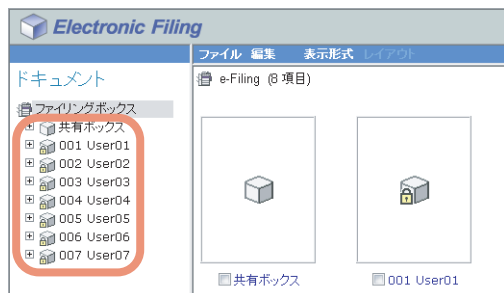 Electronic Filing
ファイル 編集 表示形式 レイアウト
ドキュメント
e-Filing (8 項目)
ファイリングボックス
共有ボックス
001 User01
002 User02
003 User03
004 User04
005 User05
006 User06
007 User07
共有ボックス
001 User01